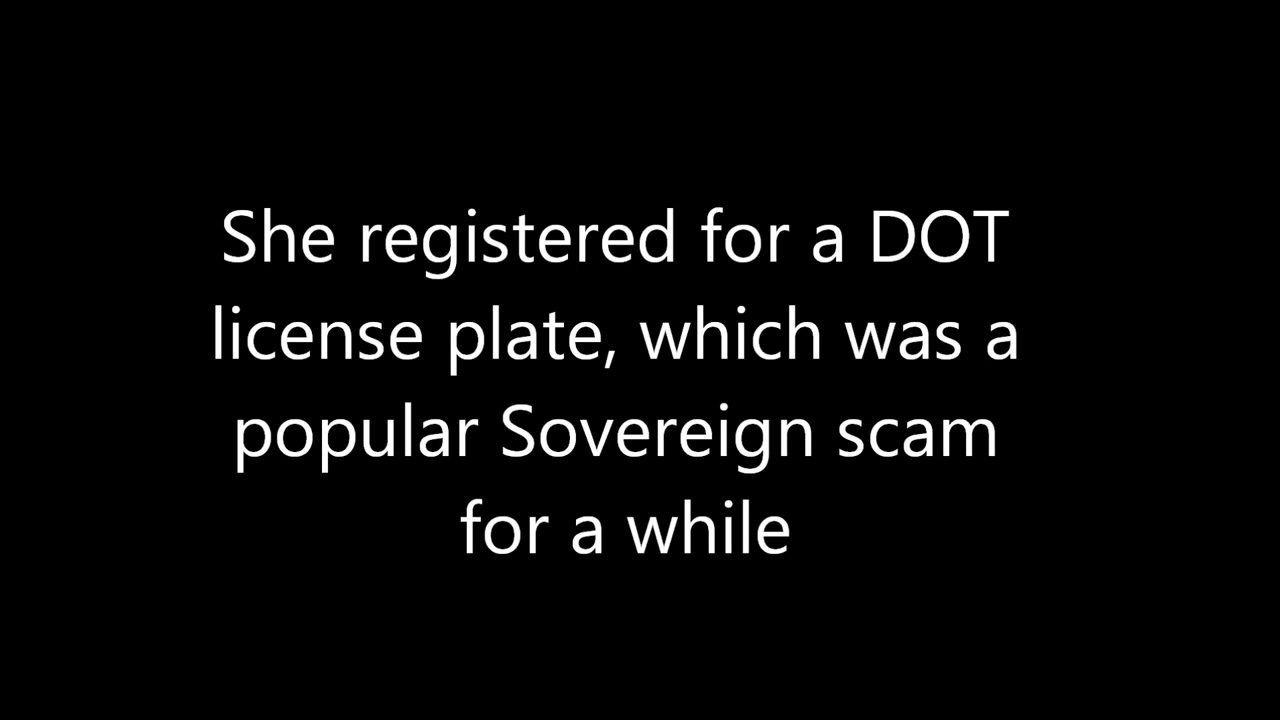 She registered for a DOT
license plate, which was a
popular Sovereign scam
for a while